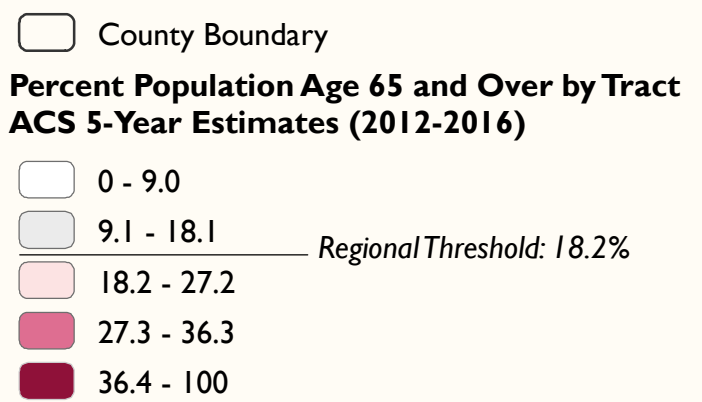 County Boundary
Percent Population Age 65 and Over by Tract
ACS 5-Year Estimates (2012-2016)
0 - 9.0
9.1 - 18.1
Regional Threshold: 18.2%
18.2 - 27.2
27.3 - 36.3
36.4 - 100